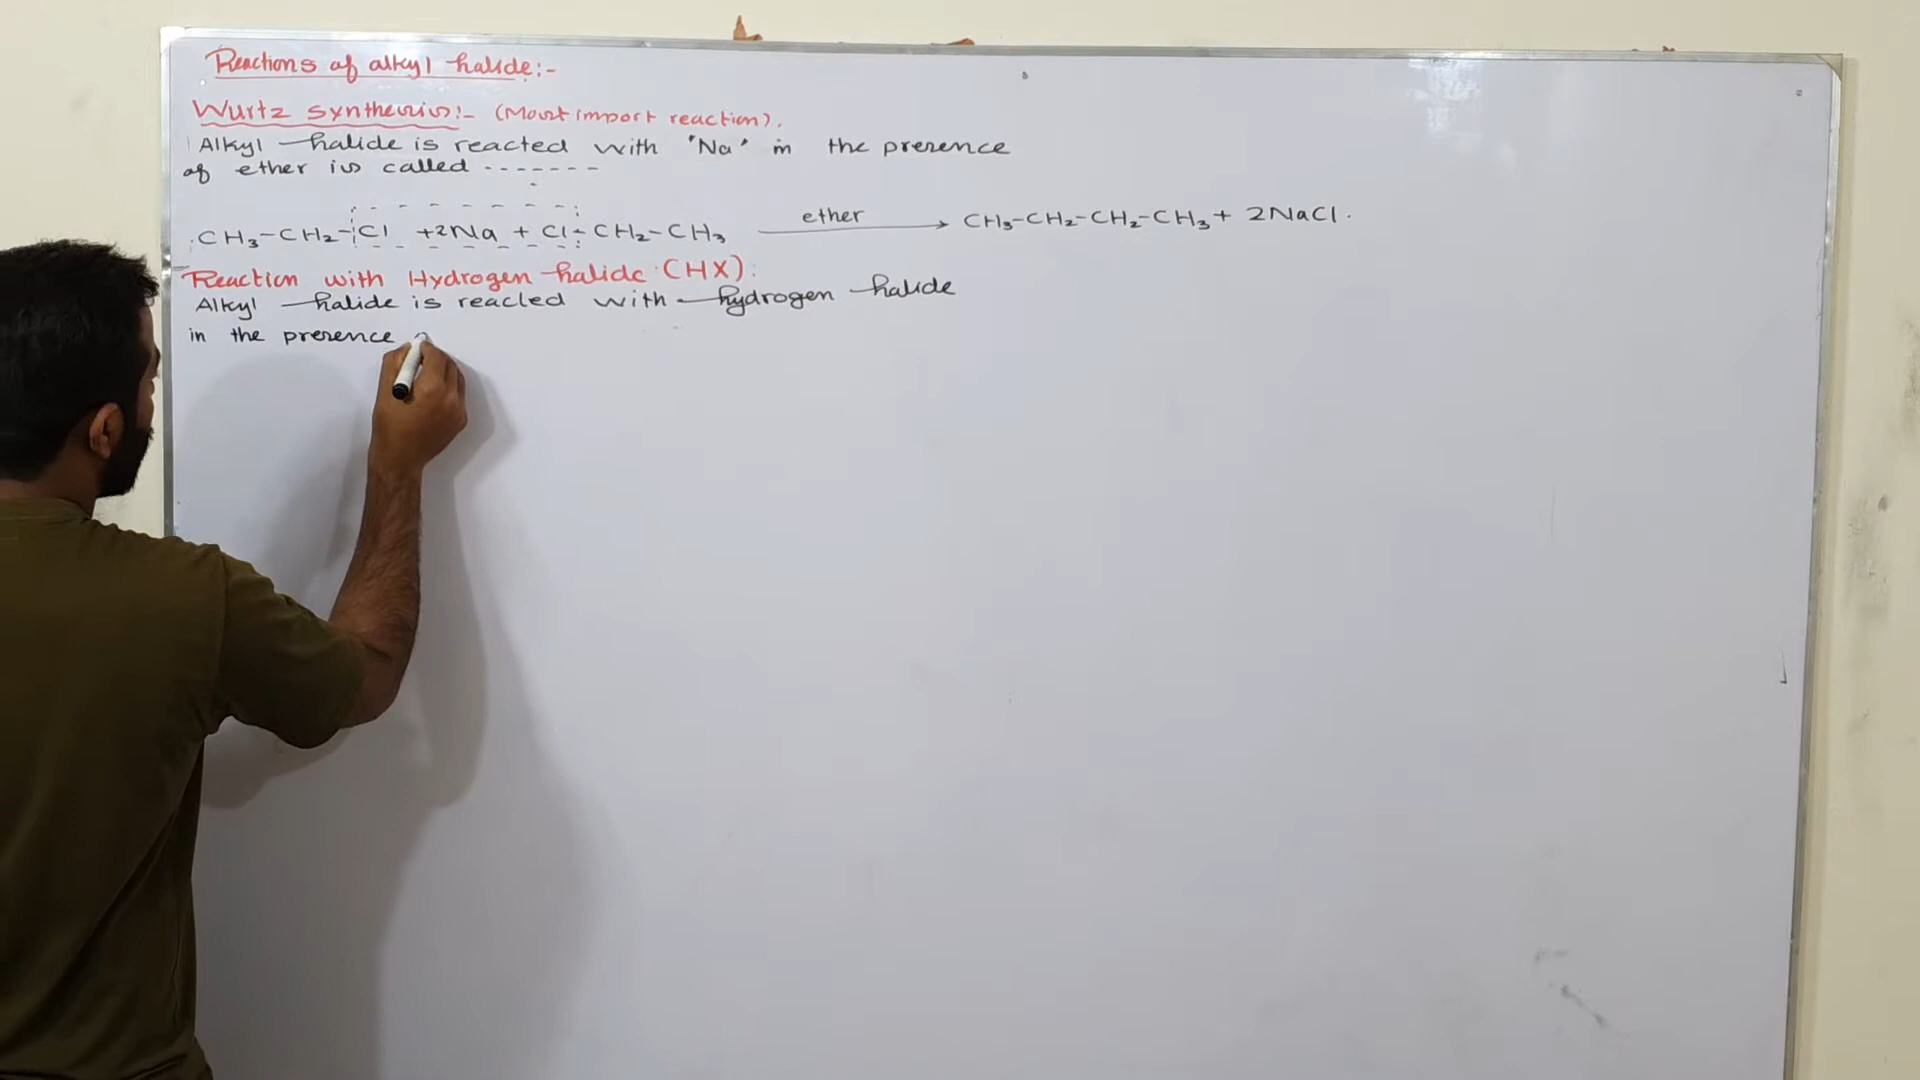 Reactions of alkyl halide:-
Wurtz synthesis:- (Most import reaction).
Alkyl halide is reacted with "Na" in the presence
of ether is called -------
CH₃-CH₂-Cl +2Na + Cl-CH₂-CH₃ ether → CH₃-CH₂-CH₂-CH₃ + 2NaCl.
Reaction with Hydrogen halide (HX):
Alkyl halide is reacted with hydrogen halide
in the presence